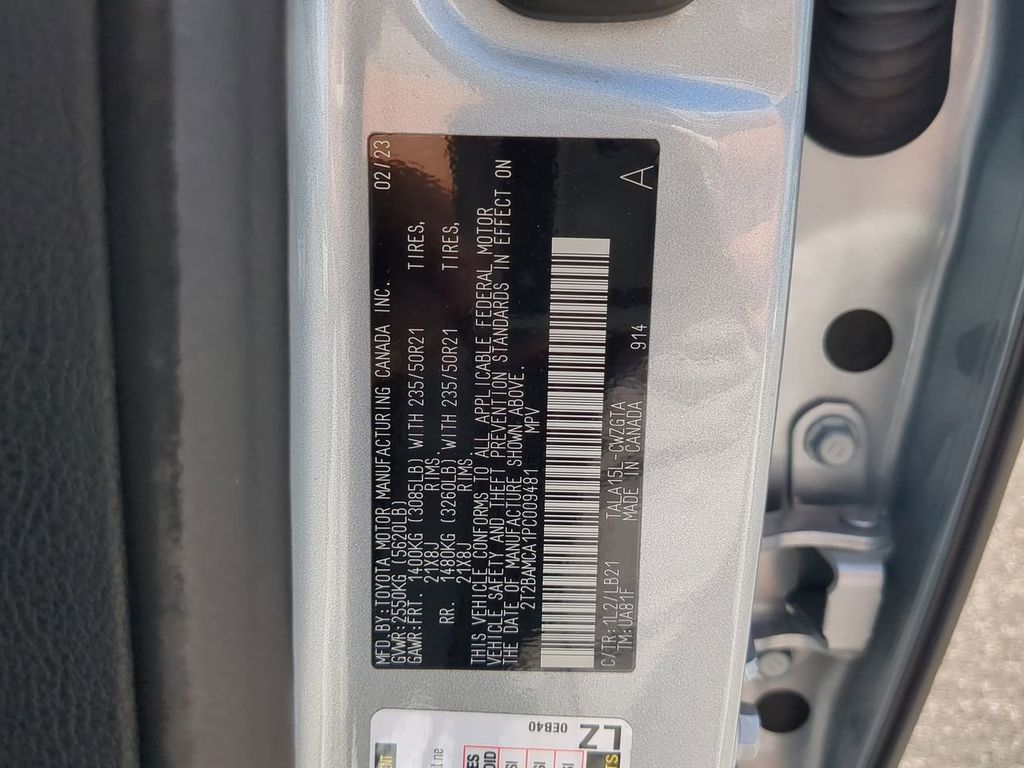 MFD.BY:TOYOTA MOTOR MANUFACTURING CANADA INC. 02/23
GVWR:2550KG (5620LB)
GAWR:FRT. 1400KG (3085LB) WITH 235/50R21 TIRES,
21X8J RIMS
RR. 1480KG (3260LB) WITH 235/50R21 TIRES,
21X8J RIMS
THIS VEHICLE CONFORMS TO ALL APPLICABLE FEDERAL MOTOR
VEHICLE SAFETY AND THEFT PREVENTION STANDARDS IN EFFECT ON
THE DATE OF MANUFACTURE SHOWN ABOVE.
2T2BAMCA1PC009481 MPV
C/TR:1L2/LB21 TALA15L-CWZGTA
TM:UA81F MADE IN CANADA 914
A
0EB40
LZ